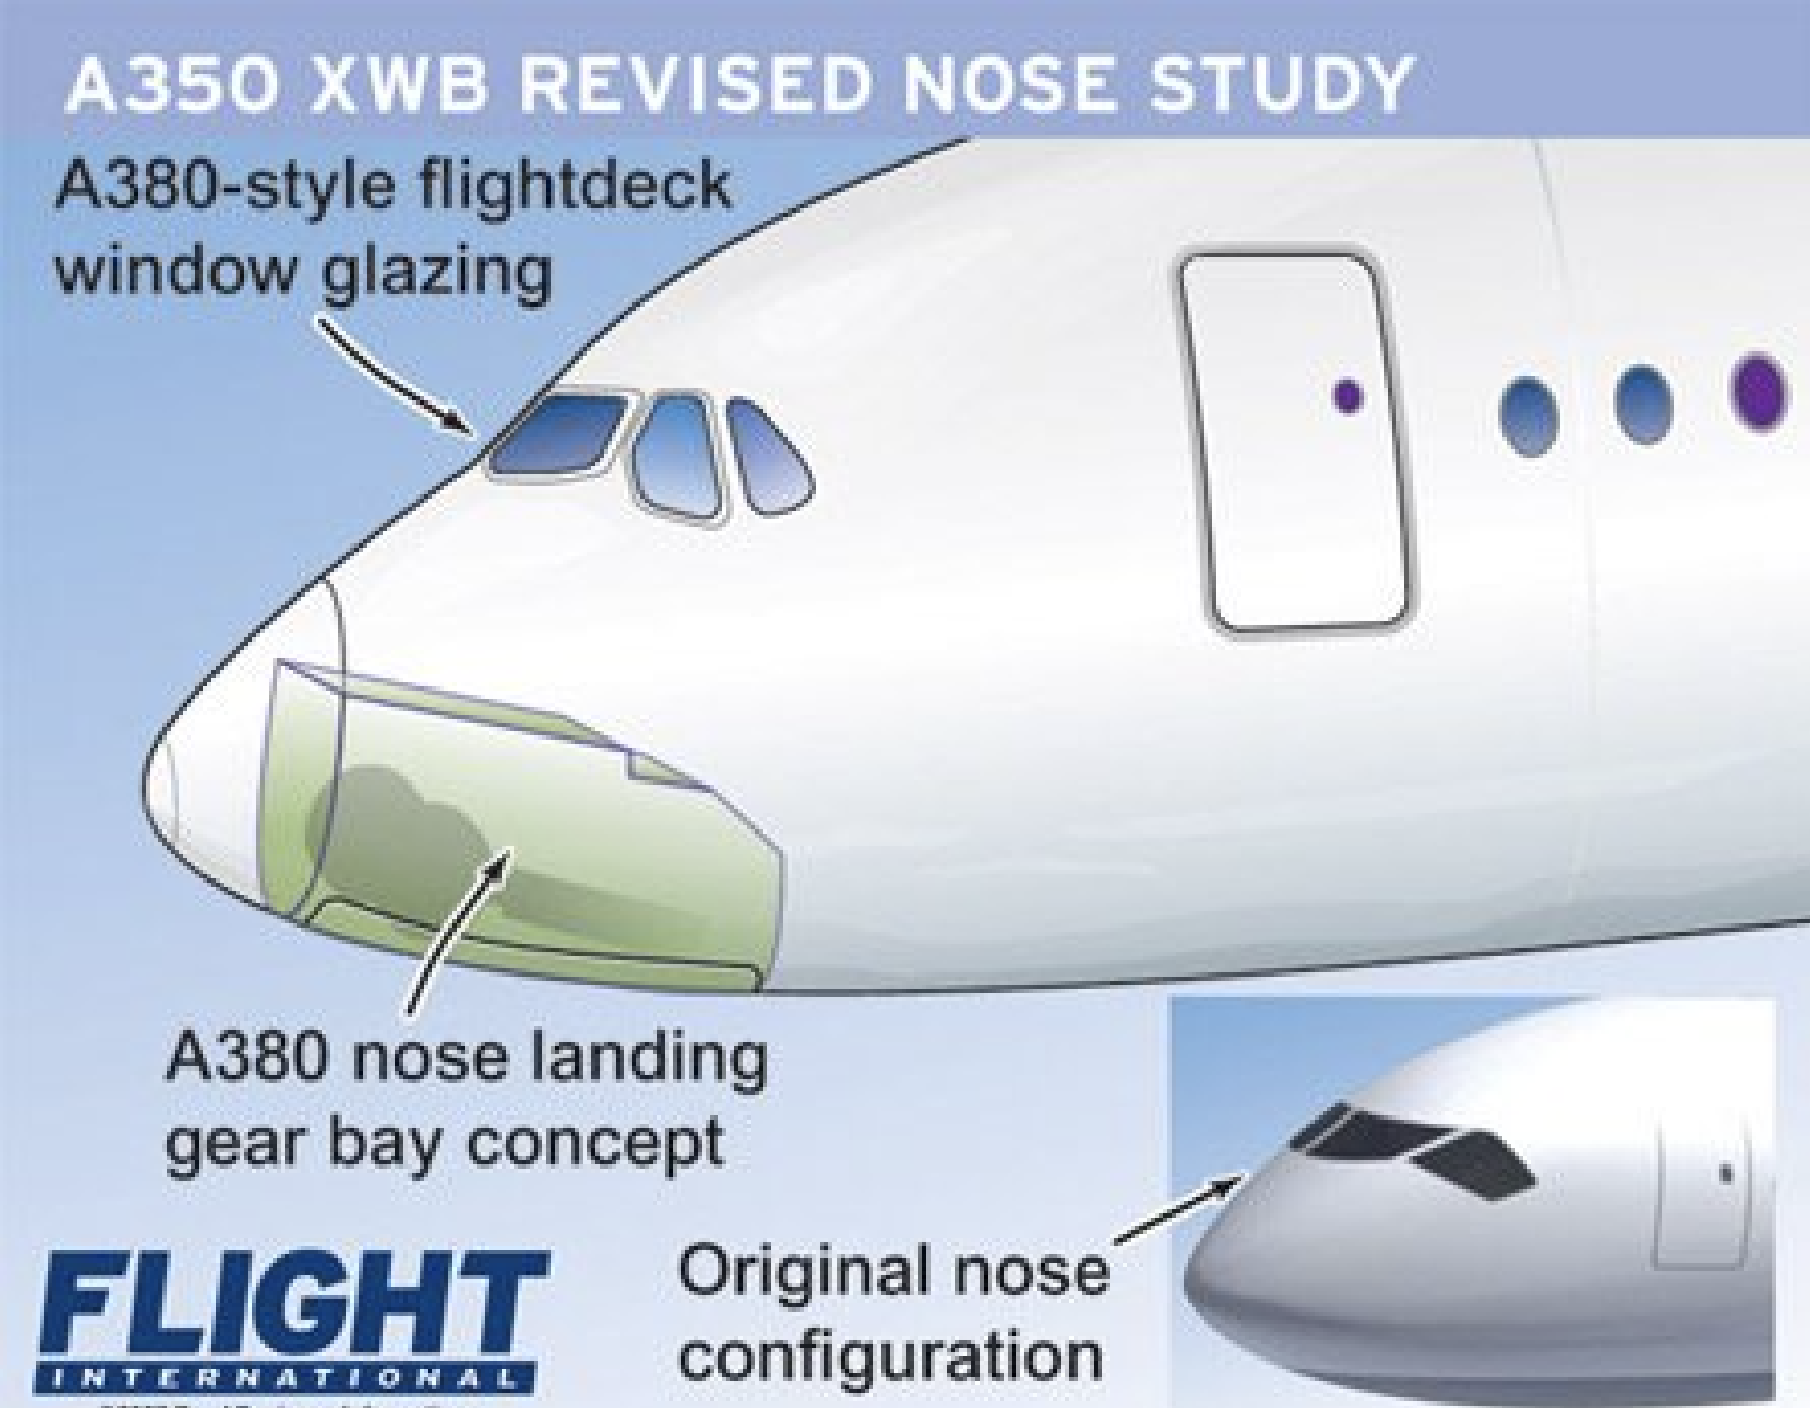 A350 XWB REVISED NOSE STUDY
A380-style flightdeck
window glazing
A380 nose landing
gear bay concept
Original nose
configuration
FLIGHT
INTERNATIONAL